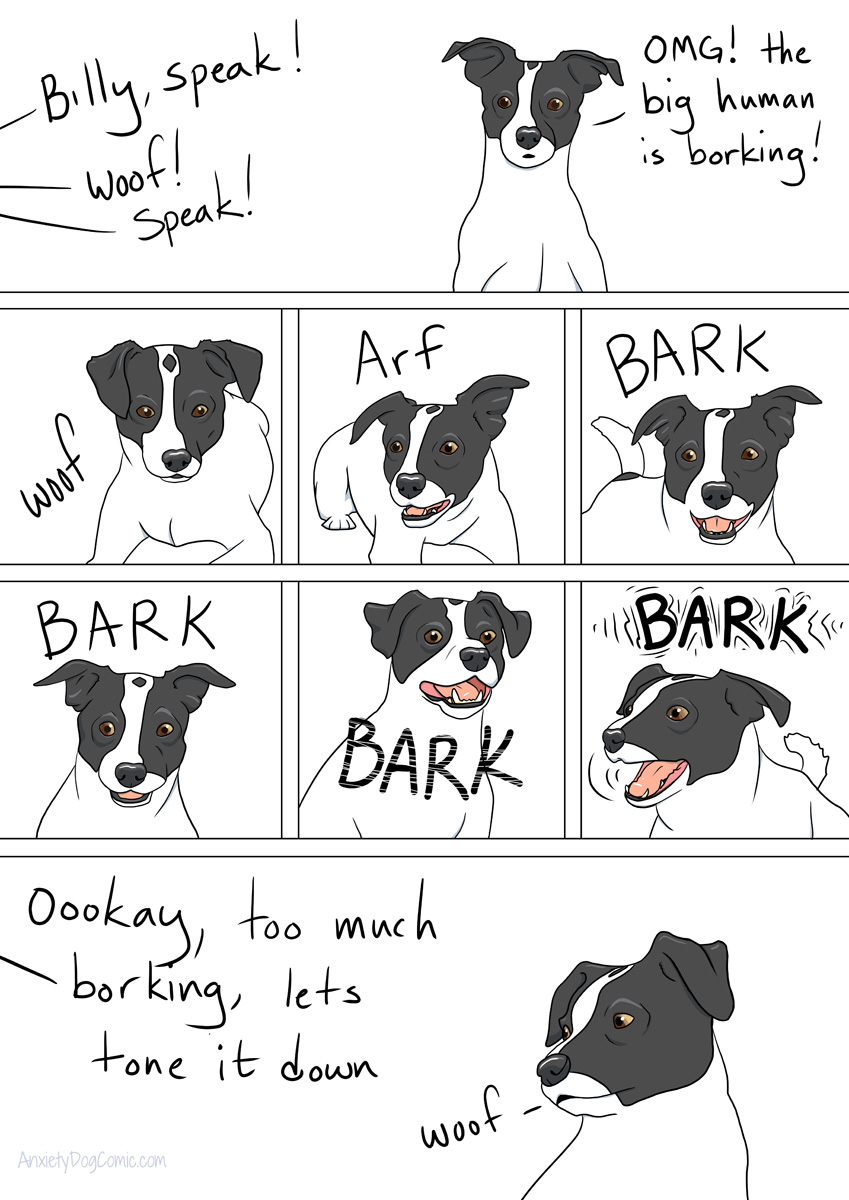 Billy, speak!
woof!
Speak!
OMG! the
big human
is borking!
woof
Arf
BARK
BARK
BARK
BARK
Oookay, too much
borking, lets
tone it down
woof
AnxietyDogComic.com